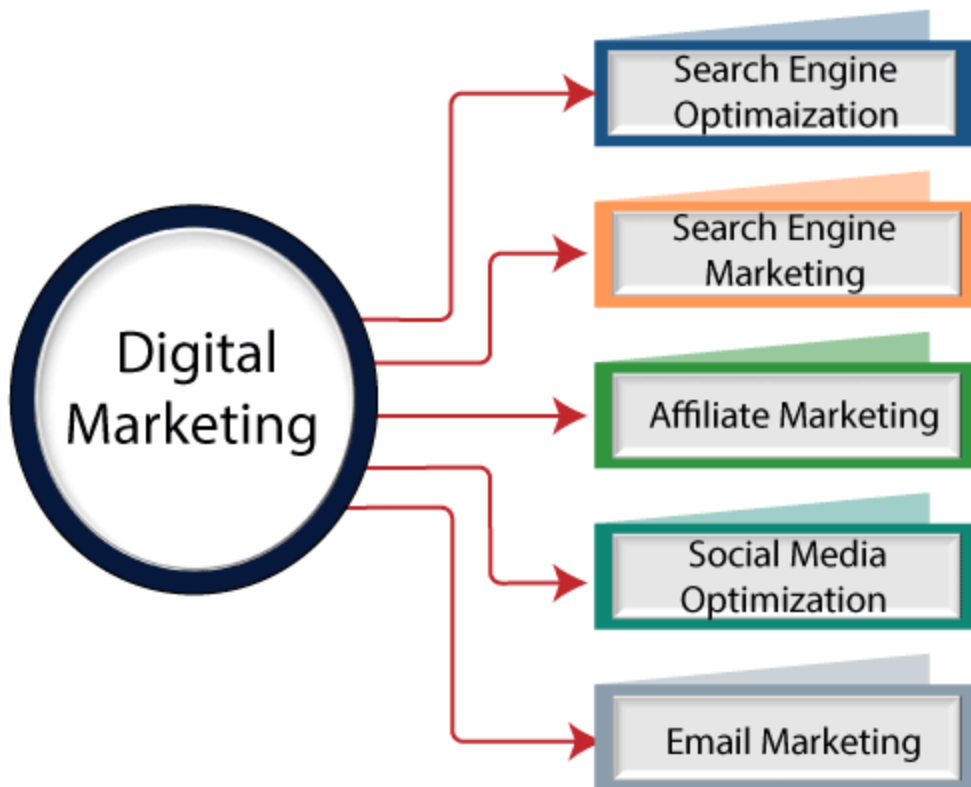 Digital
Marketing
Search Engine
Optimaization
Search Engine
Marketing
Affiliate Marketing
Social Media
Optimization
Email Marketing